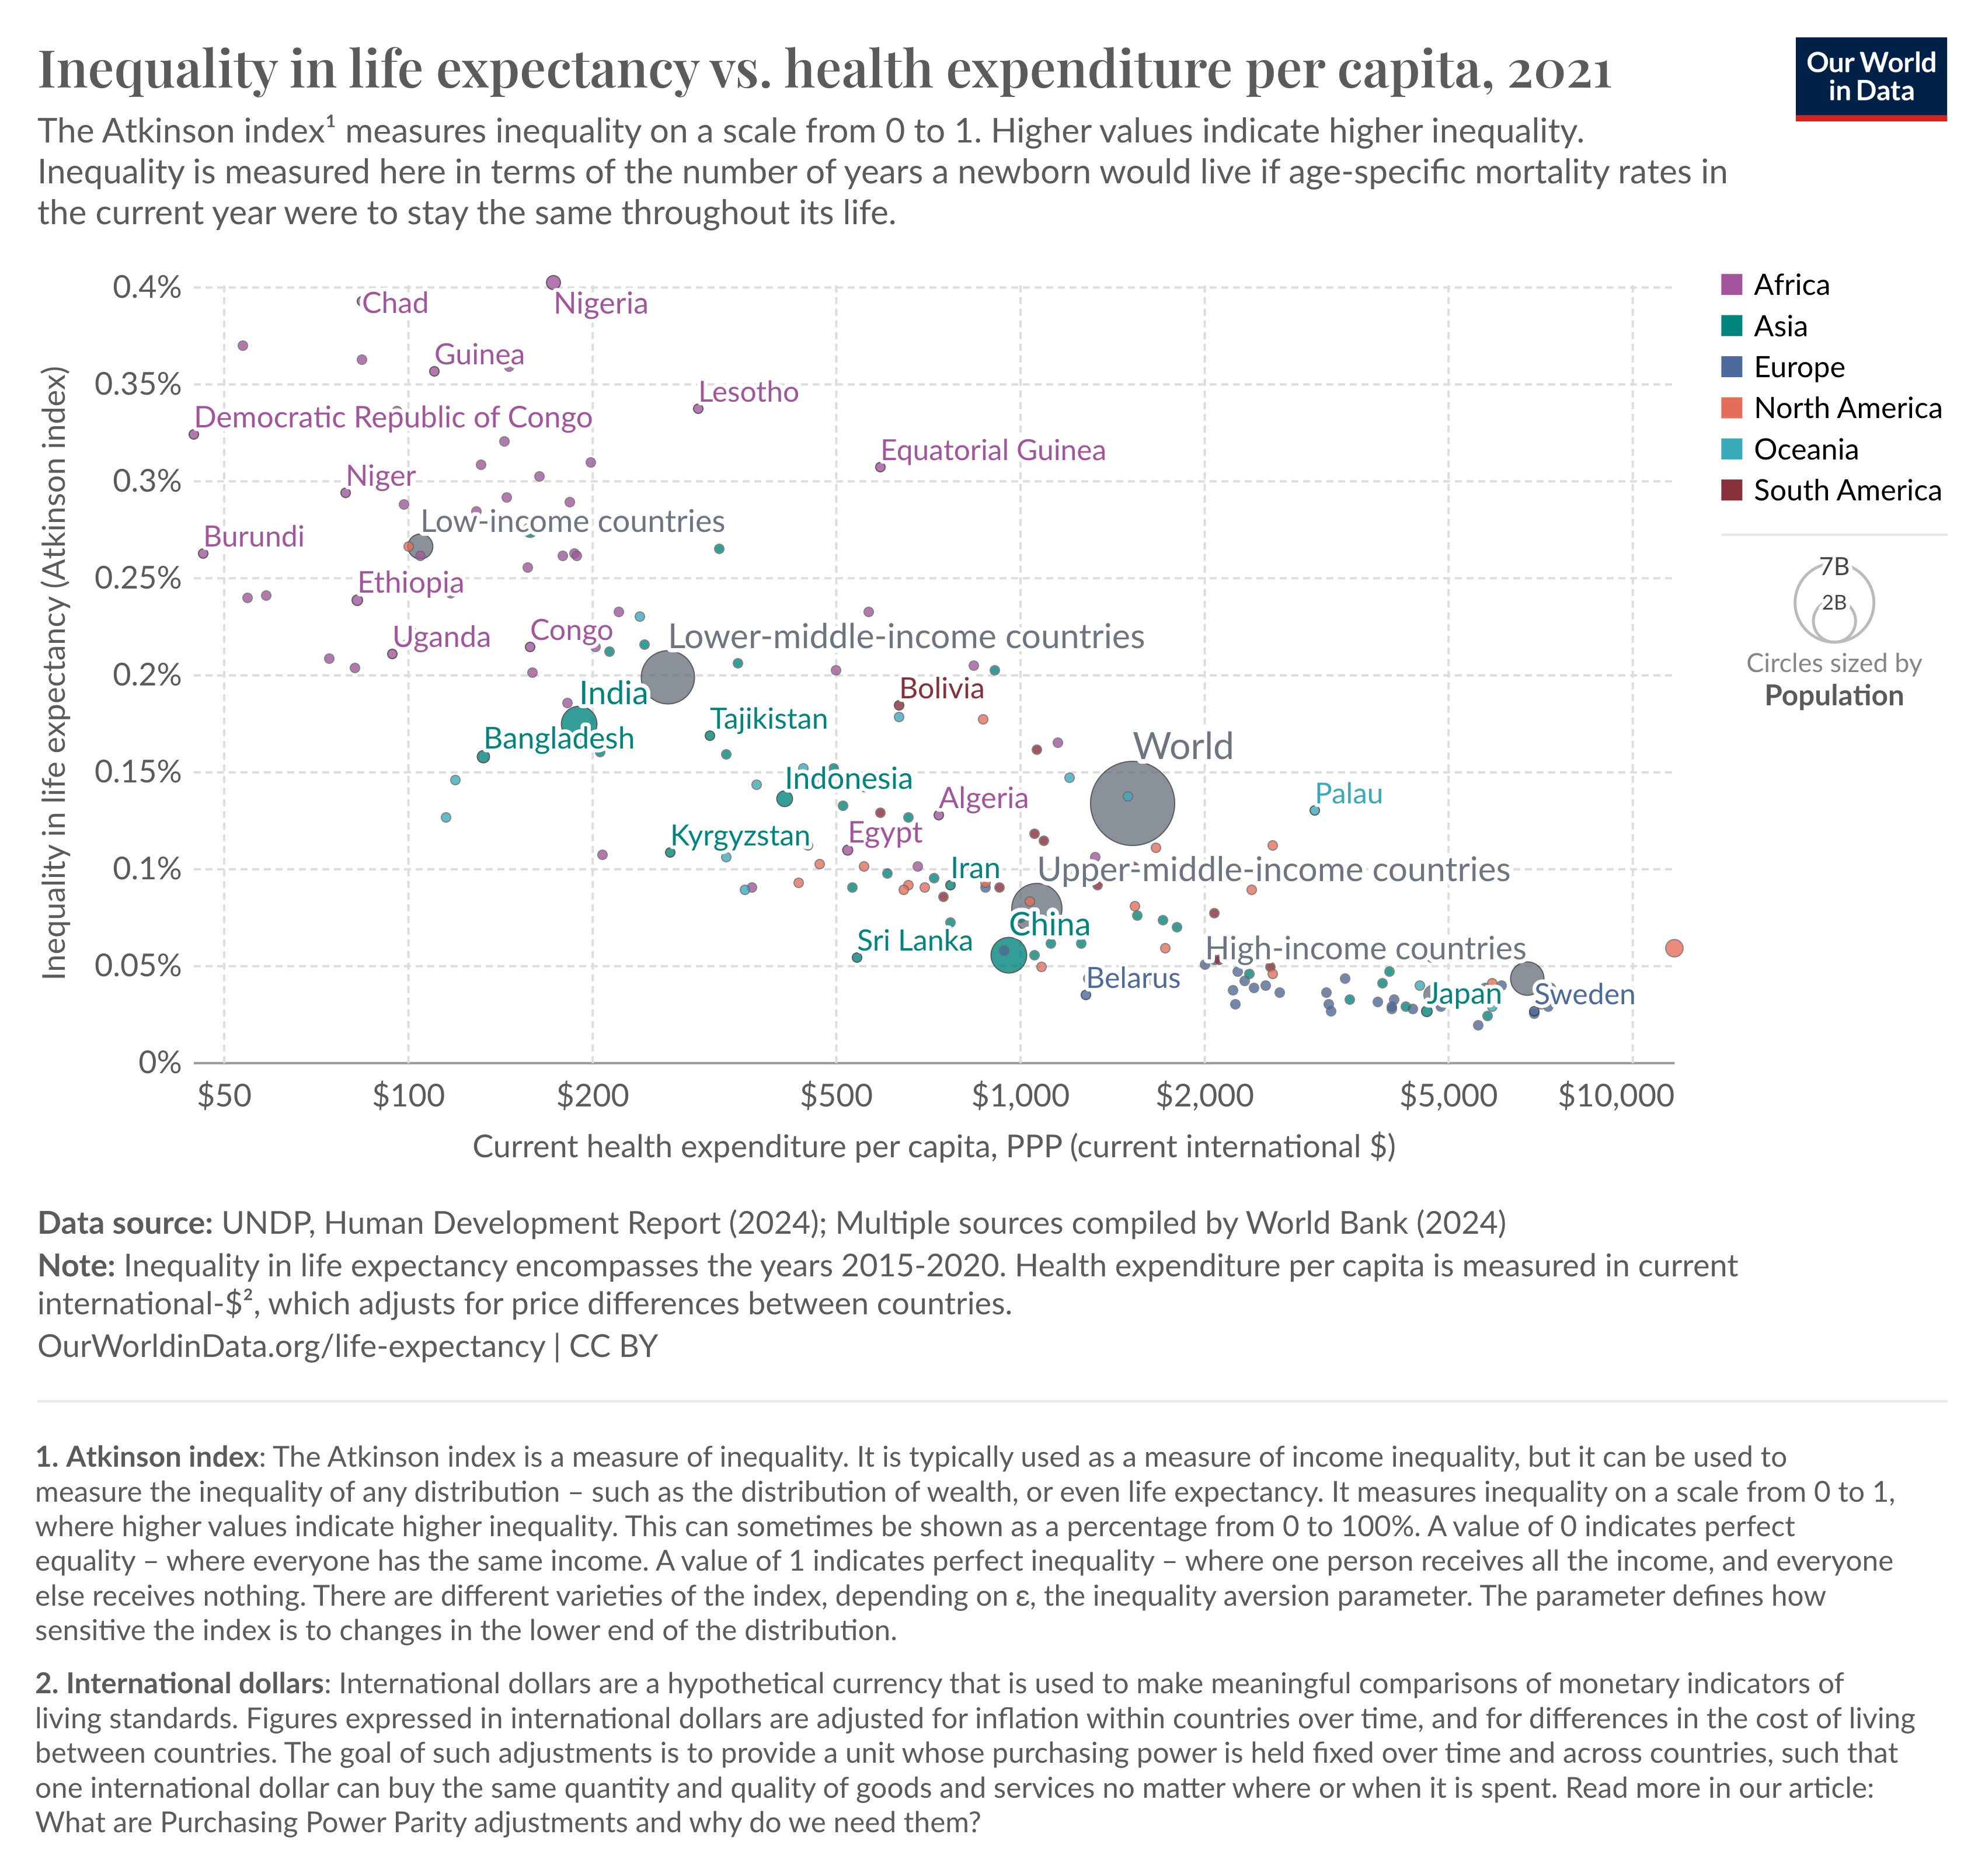 Inequality in life expectancy vs. health expenditure per capita, 2021
Our World
in Data
The Atkinson index¹ measures inequality on a scale from 0 to 1. Higher values indicate higher inequality.
Inequality is measured here in terms of the number of years a newborn would live if age-specific mortality rates in
the current year were to stay the same throughout its life.
Inequality in life expectancy (Atkinson index)
0.4%
0.35%
0.3%
0.25%
0.2%
0.15%
0.1%
0.05%
0%
Chad
Nigeria
Guinea
Lesotho
Democratic Republic of Congo
Equatorial Guinea
Niger
Low-income countries
Burundi
Ethiopia
Congo
Uganda
Lower-middle-income countries
India
Bolivia
Tajikistan
Bangladesh
World
Indonesia
Algeria
Palau
Kyrgyzstan
Egypt
Iran
Upper-middle-income countries
China
Sri Lanka
High-income countries
Belarus
Japan
Sweden
$50
$100
$200
$500
$1,000
$2,000
$5,000
$10,000
Current health expenditure per capita, PPP (current international $)
Africa
Asia
Europe
North America
Oceania
South America
7B
2B
Circles sized by
Population
Data source: UNDP, Human Development Report (2024); Multiple sources compiled by World Bank (2024)
Note: Inequality in life expectancy encompasses the years 2015-2020. Health expenditure per capita is measured in current
international-$², which adjusts for price differences between countries.
OurWorldinData.org/life-expectancy | CC BY
1. Atkinson index: The Atkinson index is a measure of inequality. It is typically used as a measure of income inequality, but it can be used to
measure the inequality of any distribution – such as the distribution of wealth, or even life expectancy. It measures inequality on a scale from 0 to 1,
where higher values indicate higher inequality. This can sometimes be shown as a percentage from 0 to 100%. A value of 0 indicates perfect
equality – where everyone has the same income. A value of 1 indicates perfect inequality – where one person receives all the income, and everyone
else receives nothing. There are different varieties of the index, depending on ε, the inequality aversion parameter. The parameter defines how
sensitive the index is to changes in the lower end of the distribution.
2. International dollars: International dollars are a hypothetical currency that is used to make meaningful comparisons of monetary indicators of
living standards. Figures expressed in international dollars are adjusted for inflation within countries over time, and for differences in the cost of living
between countries. The goal of such adjustments is to provide a unit whose purchasing power is held fixed over time and across countries, such that
one international dollar can buy the same quantity and quality of goods and services no matter where or when it is spent. Read more in our article:
What are Purchasing Power Parity adjustments and why do we need them?